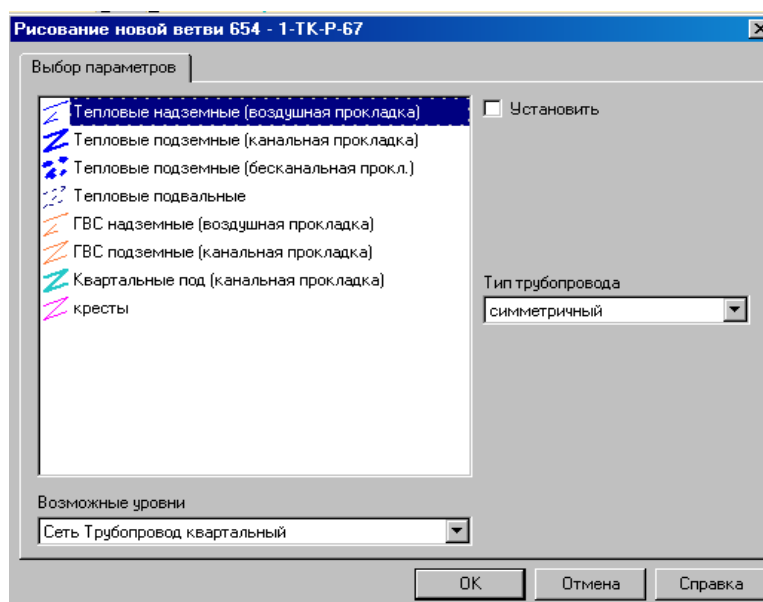 Рисование новой ветви 654 - 1-ТК-Р-67
Выбор параметров
Тепловые надземные (воздушная прокладка)
Установить
Тепловые подземные (канальная прокладка)
Тепловые подземные (бесканальная прокл.)
Тепловые подвальные
ГВС надземные (воздушная прокладка)
ГВС подземные (канальная прокладка)
Квартальные под (канальная прокладка)
Тип трубопровода
кресты
симметричный
Возможные уровни
Сеть Трубопровод квартальный
OK
Отмена
Справка